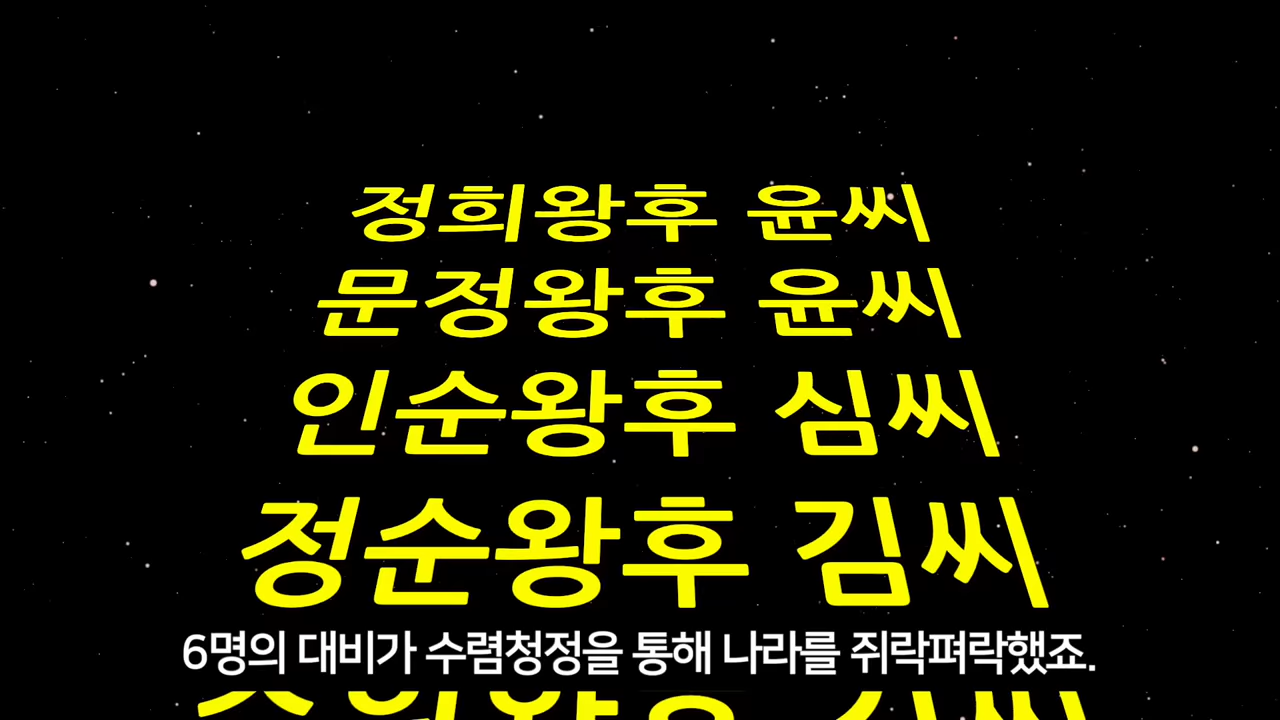 정희왕후 윤씨
문정왕후 윤씨
인순왕후 심씨
정순왕후 김씨
6명의 대비가 수렴청정을 통해 나라를 쥐락펴락했죠.